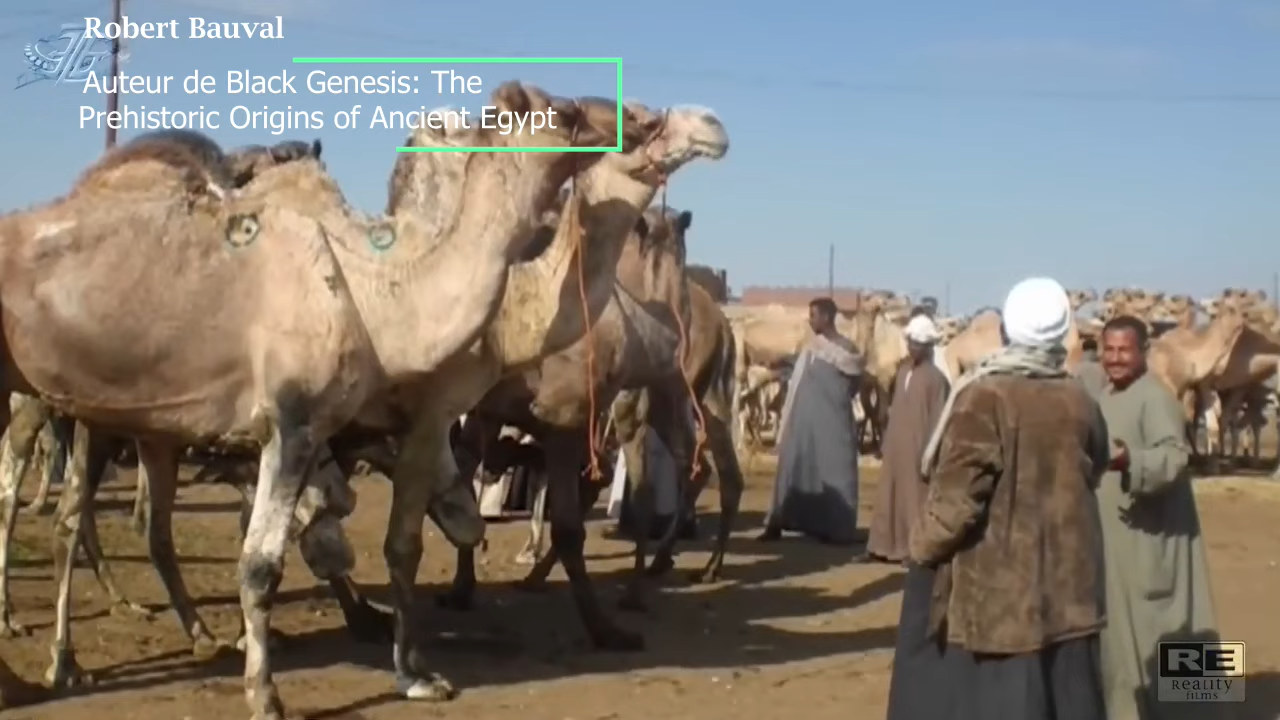 Robert Bauval
Auteur de Black Genesis: The
Prehistoric Origins of Ancient Egypt
RE
Reality
films